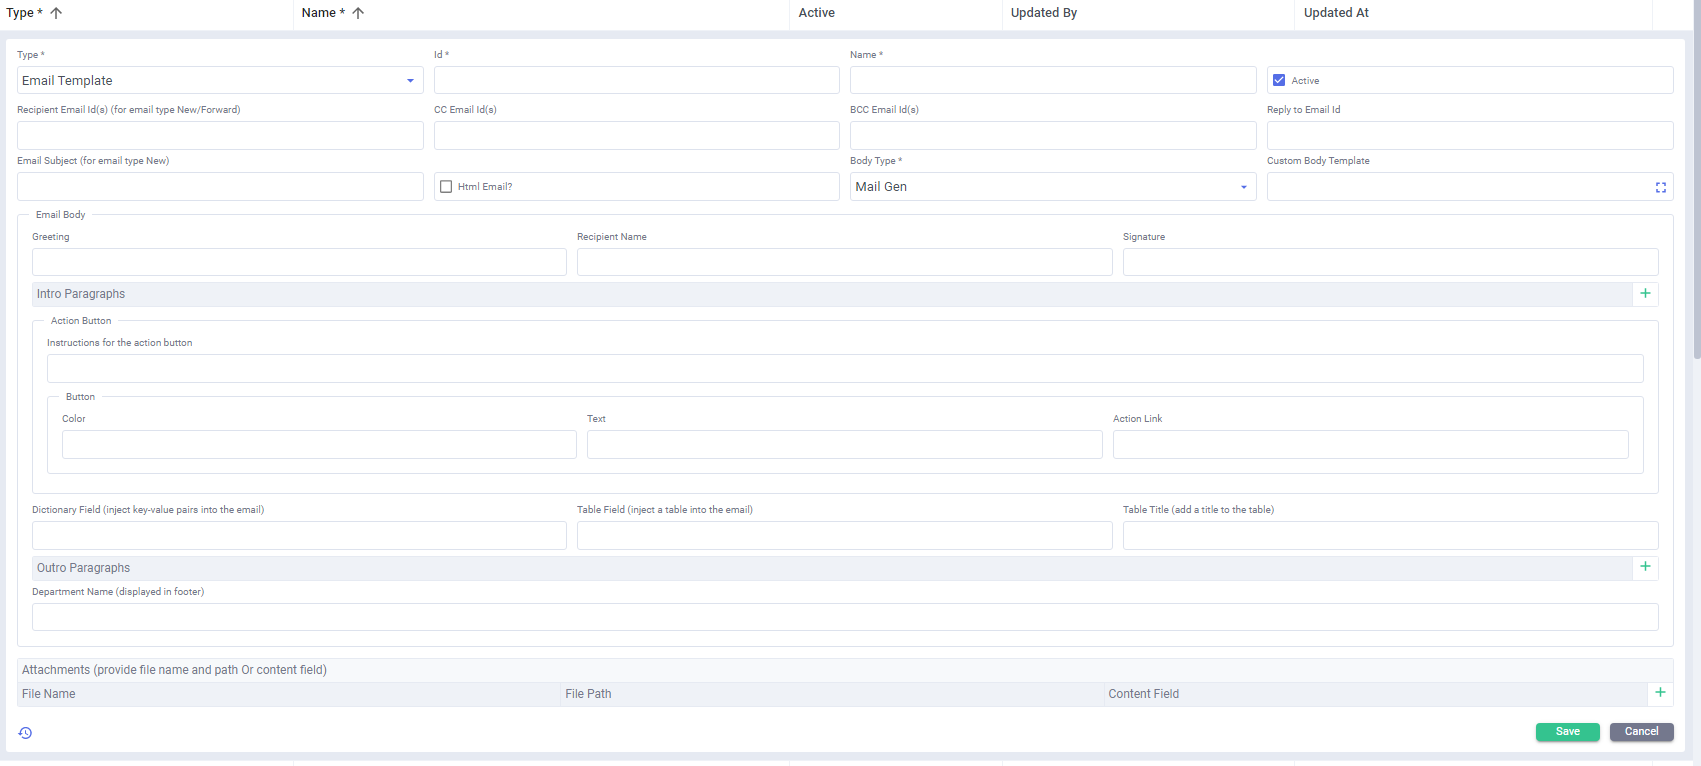 Type * Name * Active Updated By Updated At
Type * Id * Name *
Email Template Active
Recipient Email Id(s) (for email type New/Forward) CC Email Id(s) BCC Email Id(s) Reply to Email Id
Email Subject (for email type New) Body Type * Custom Body Template
Html Email? Mail Gen
Email Body
Greeting Recipient Name Signature
Intro Paragraphs
Action Button
Instructions for the action button
Button
Color Text Action Link
Dictionary Field (inject key-value pairs into the email) Table Field (inject a table into the email) Table Title (add a title to the table)
Outro Paragraphs
Department Name (displayed in footer)
Attachments (provide file name and path Or content field)
File Name File Path Content Field
Save Cancel